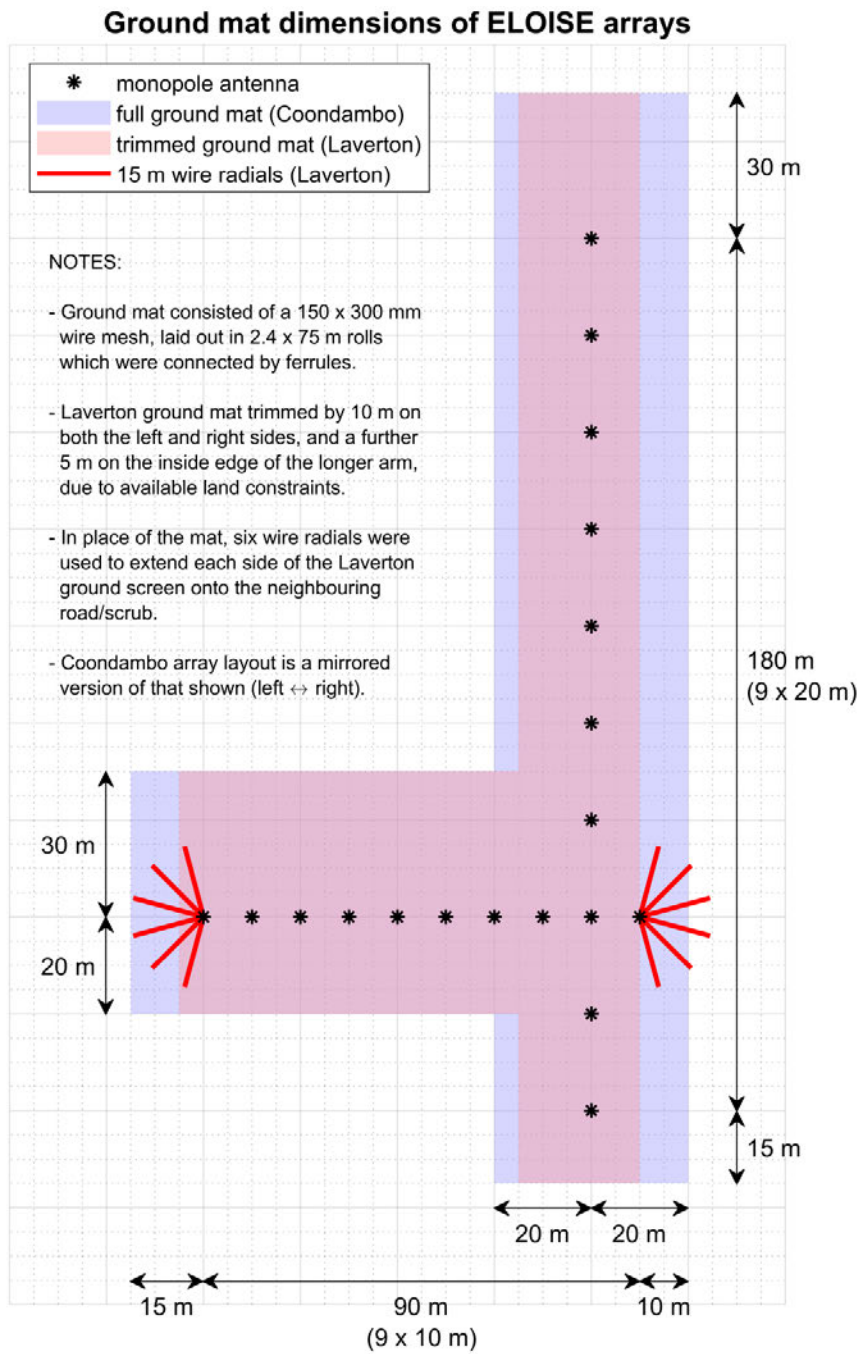 Ground mat dimensions of ELOISE arrays
monopole antenna
full ground mat (Coondambo)
trimmed ground mat (Laverton)
15 m wire radials (Laverton)
30 m
NOTES:
- Ground mat consisted of a 150 x 300 mm
wire mesh, laid out in 2.4 x 75 m rolls
which were connected by ferrules.
- Laverton ground mat trimmed by 10 m on
both the left and right sides, and a further
5 m on the inside edge of the longer arm,
due to available land constraints.
- In place of the mat, six wire radials were
used to extend each side of the Laverton
ground screen onto the neighbouring
road/scrub.
- Coondambo array layout is a mirrored
version of that shown (left ↔ right).
180 m
(9 x 20 m)
30 m
20 m
15 m
20 m
20 m
15 m
90 m
10 m
(9 x 10 m)